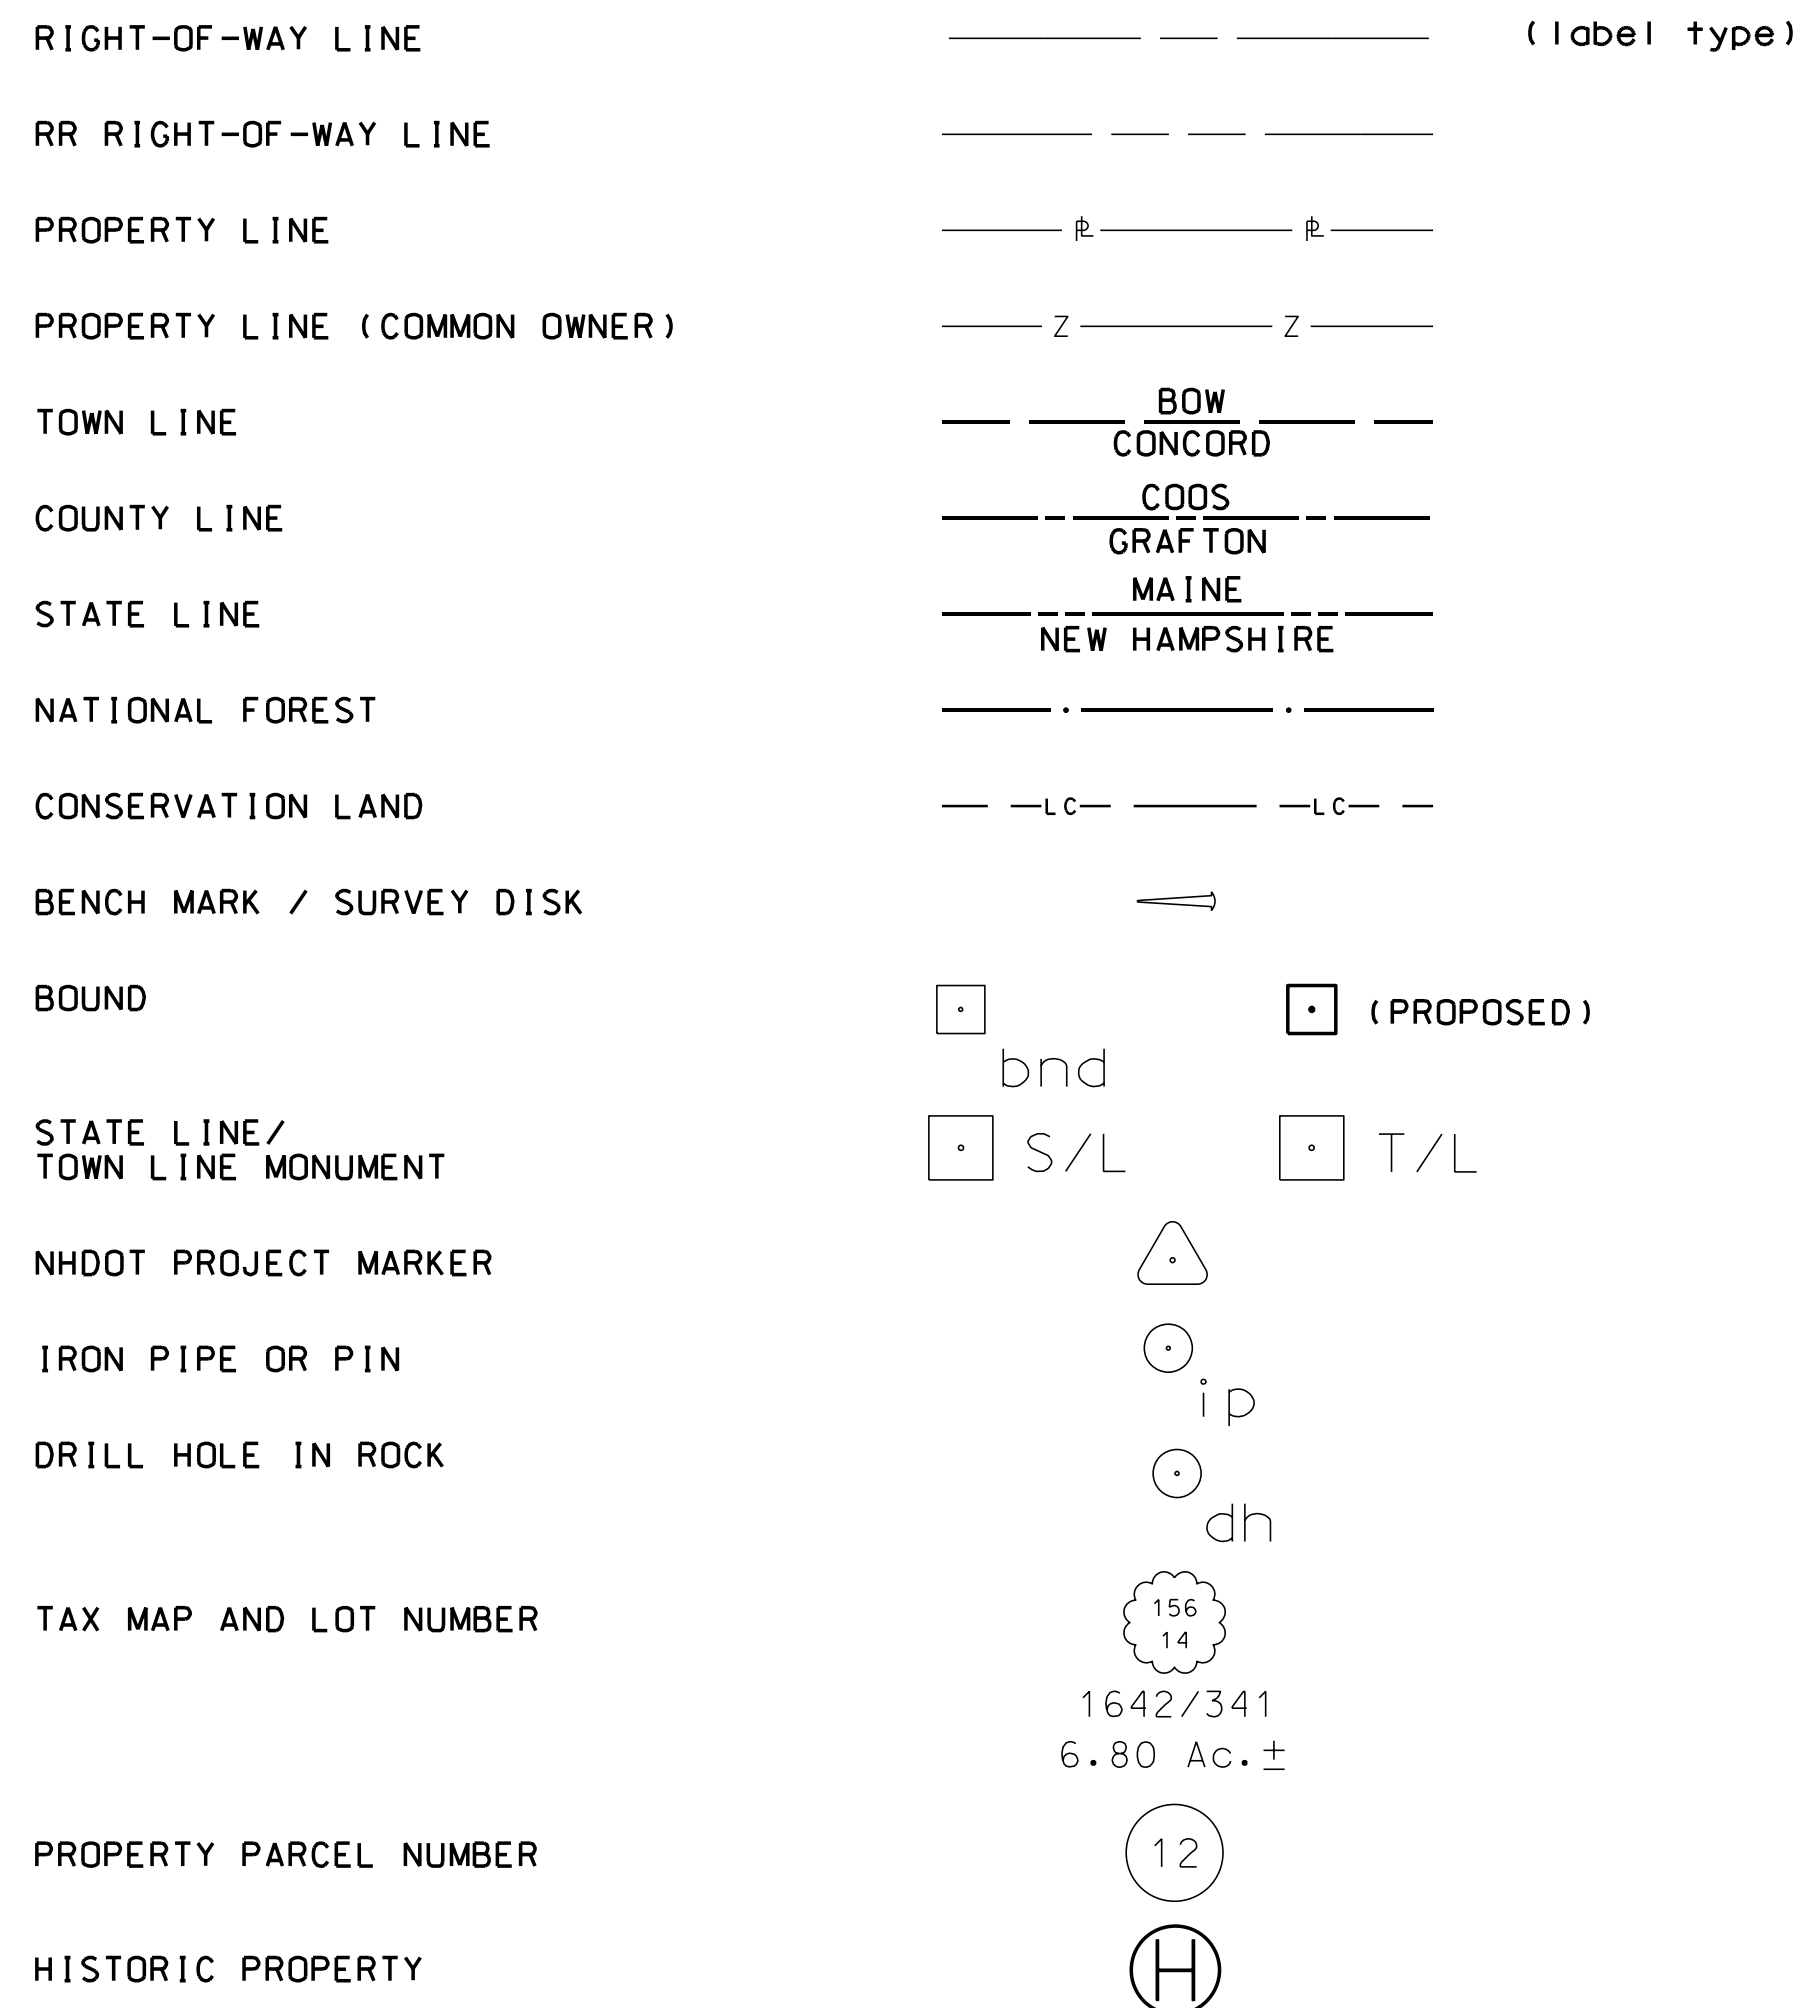 RIGHT-OF-WAY LINE (label type)
RR RIGHT-OF-WAY LINE
PROPERTY LINE ⅊ ⅊
PROPERTY LINE (COMMON OWNER) Z Z
BOW
TOWN LINE
CONCORD
COOS
COUNTY LINE
GRAFTON
MAINE
STATE LINE
NEW HAMPSHIRE
NATIONAL FOREST
CONSERVATION LAND LC LC
BENCH MARK / SURVEY DISK
BOUND (PROPOSED)
bnd
STATE LINE/
TOWN LINE MONUMENT S/L T/L
NHDOT PROJECT MARKER
IRON PIPE OR PIN
ip
DRILL HOLE IN ROCK
dh
TAX MAP AND LOT NUMBER 156
14
1642/341
6.80 Ac.±
PROPERTY PARCEL NUMBER 12
HISTORIC PROPERTY H